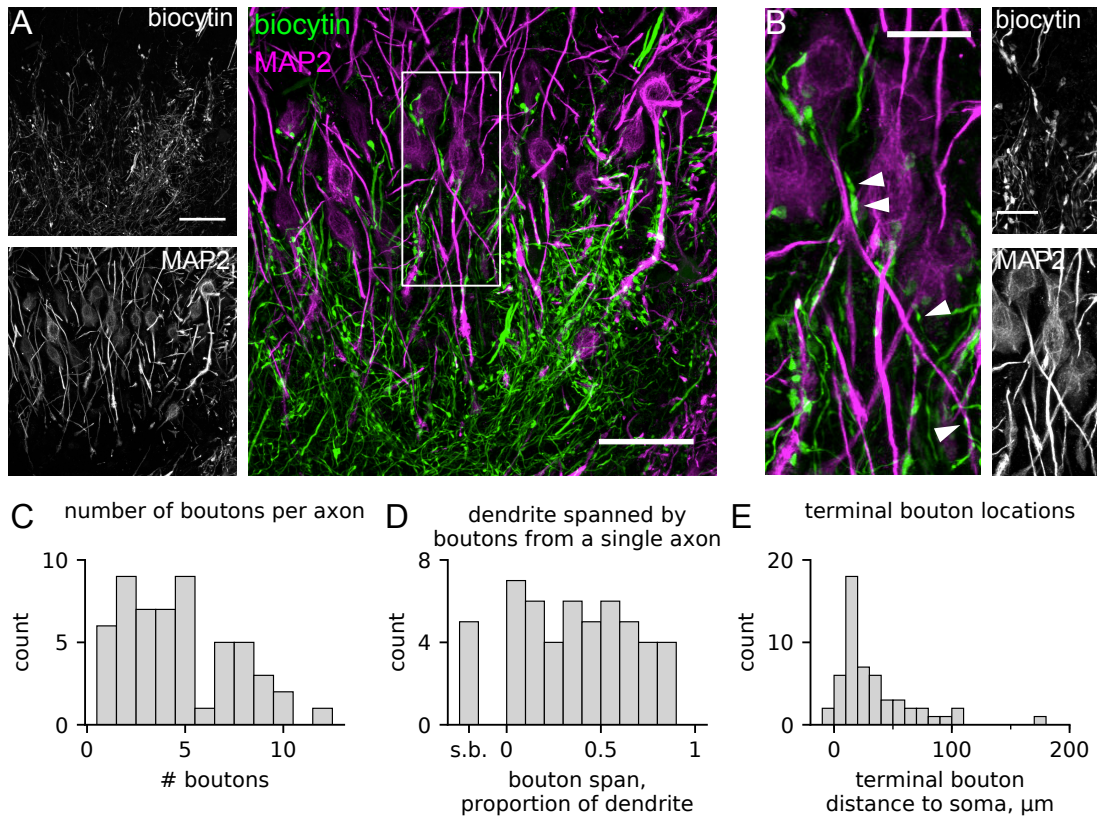 A
biocytin
MAP2
biocytin
MAP2
B
biocytin
MAP2
C
number of boutons per axon
10
5
0
count
0
5
10
# boutons
D
dendrite spanned by
boutons from a single axon
8
4
0
count
s.b.
0
0.5
1
bouton span,
proportion of dendrite
E
terminal bouton locations
20
10
0
count
0
100
200
terminal bouton
distance to soma, μm